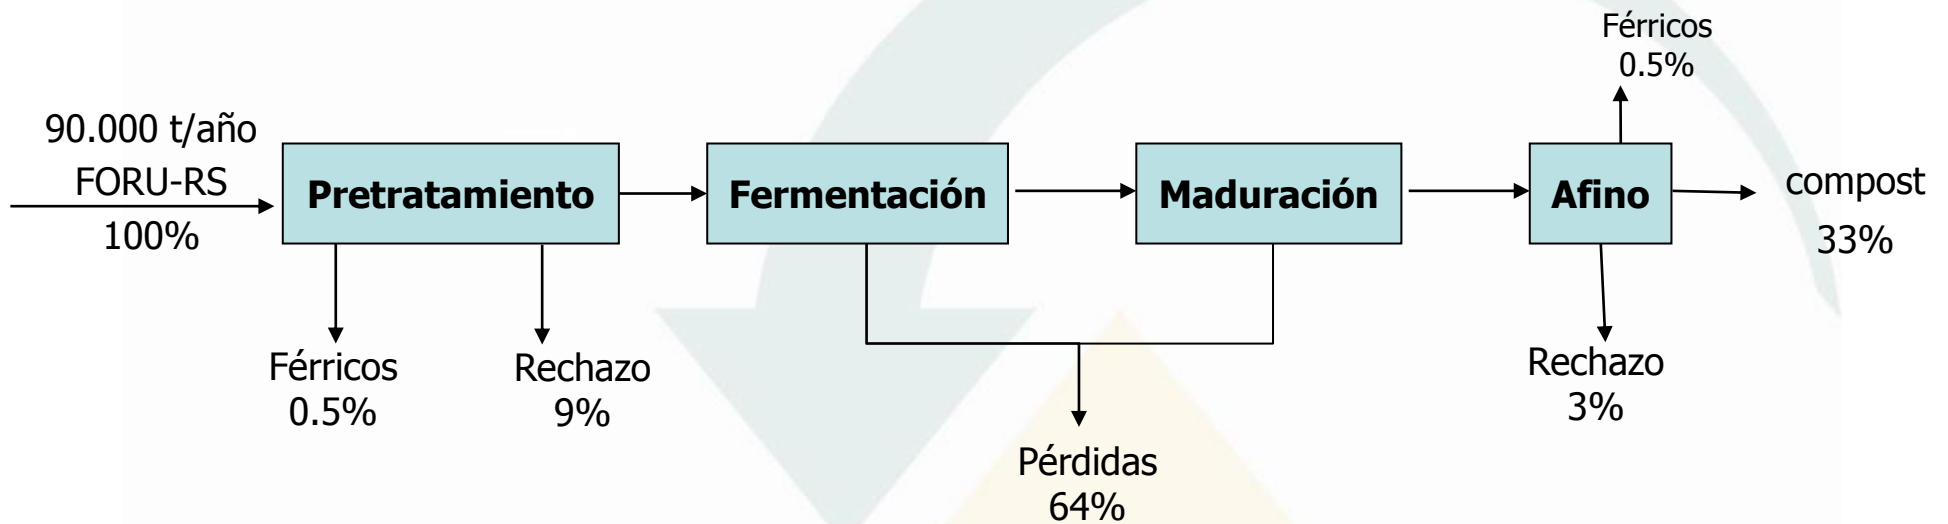 90.000 t/año
FORU-RS
100%
Pretratamiento
Férricos
0.5%
Rechazo
9%
Fermentación
Maduración
Pérdidas
64%
Afino
Férricos
0.5%
Rechazo
3%
compost
33%